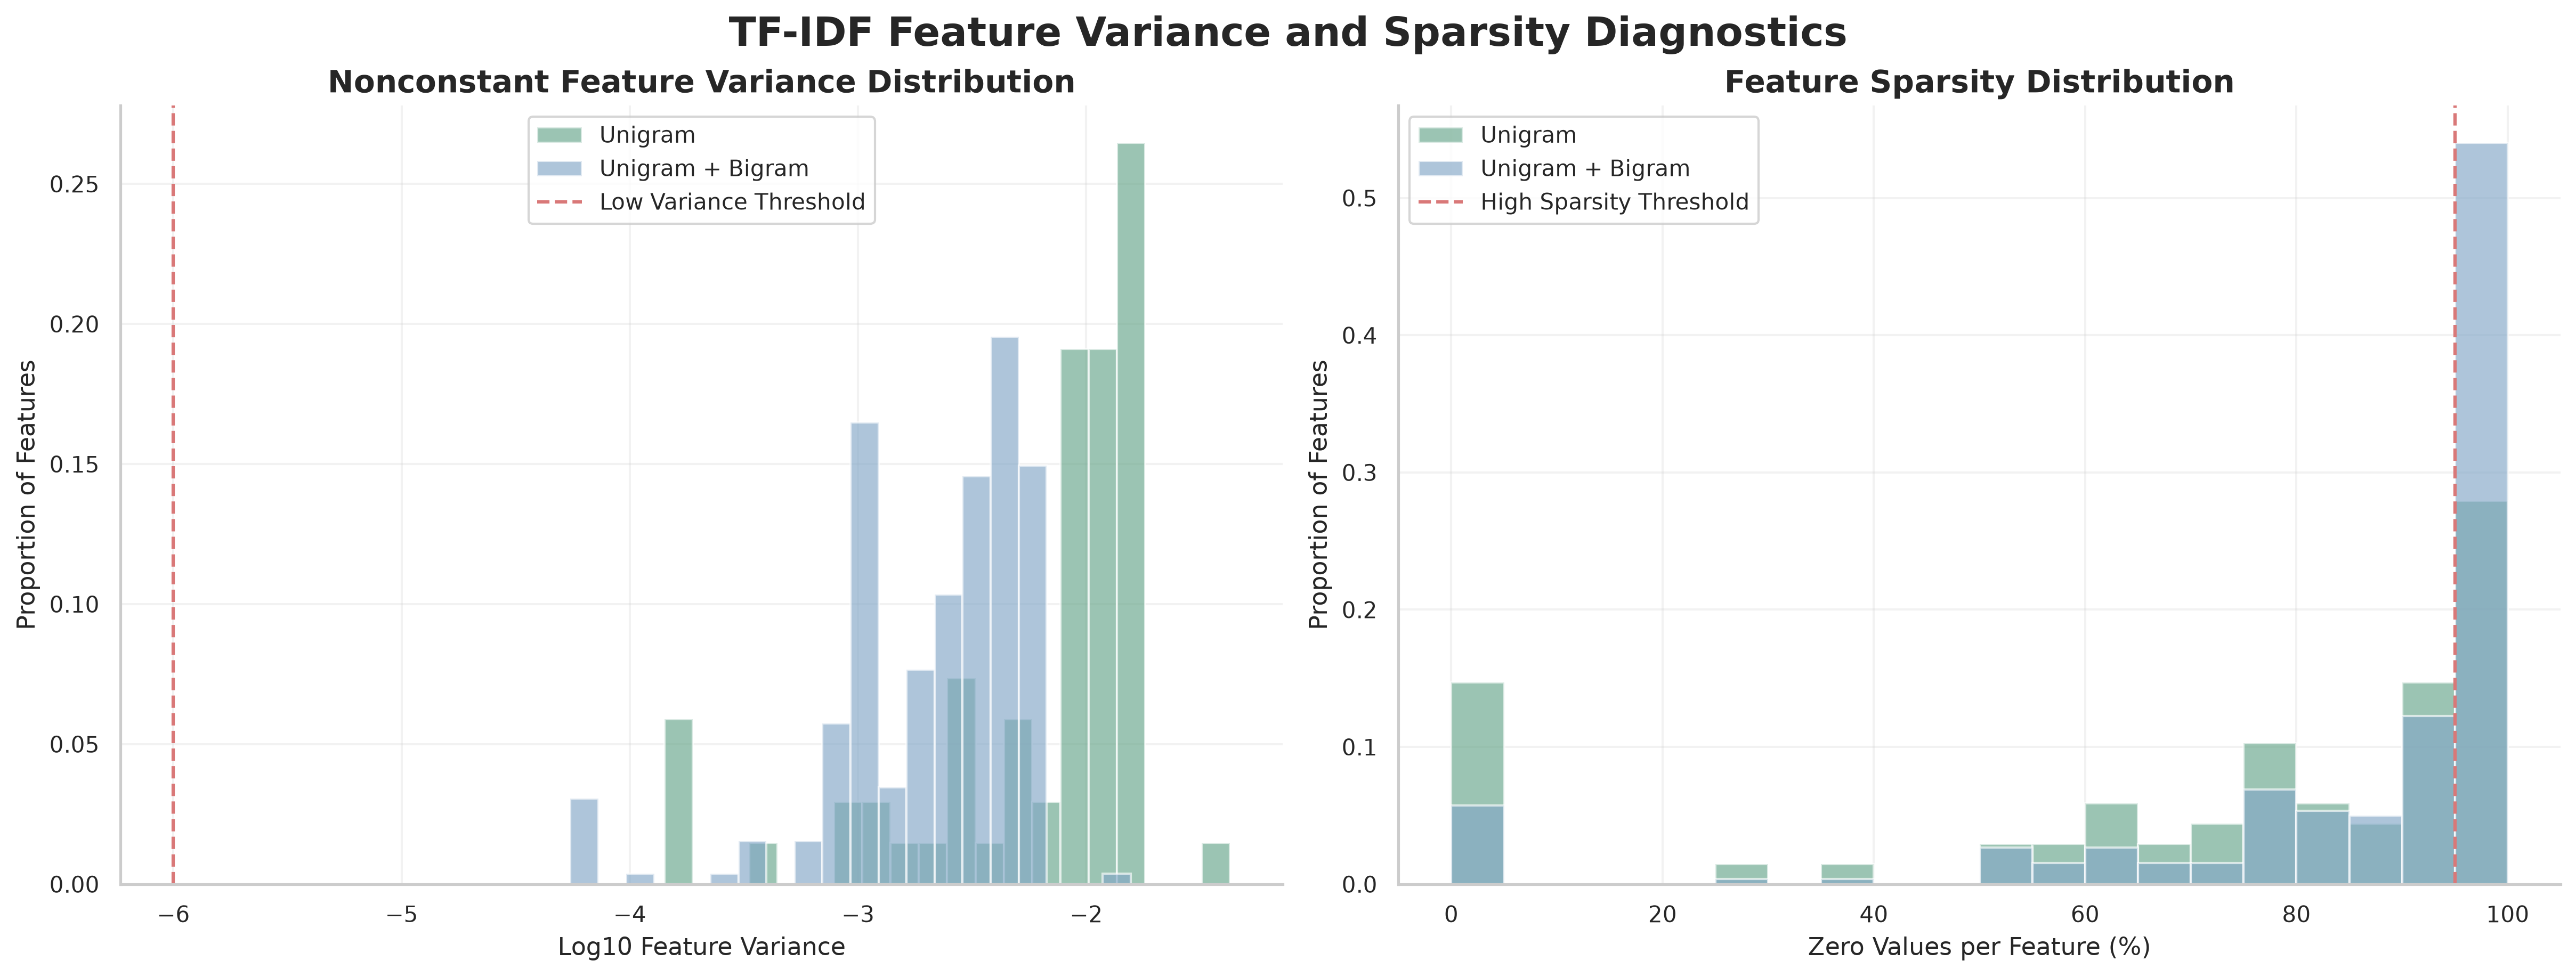 TF-IDF Feature Variance and Sparsity Diagnostics
Nonconstant Feature Variance Distribution
Unigram
Unigram + Bigram
Low Variance Threshold
Proportion of Features
0.25
0.20
0.15
0.10
0.05
0.00
−6
−5
−4
−3
−2
Log10 Feature Variance
Feature Sparsity Distribution
Unigram
Unigram + Bigram
High Sparsity Threshold
Proportion of Features
0.5
0.4
0.3
0.2
0.1
0.0
0
20
40
60
80
100
Zero Values per Feature (%)